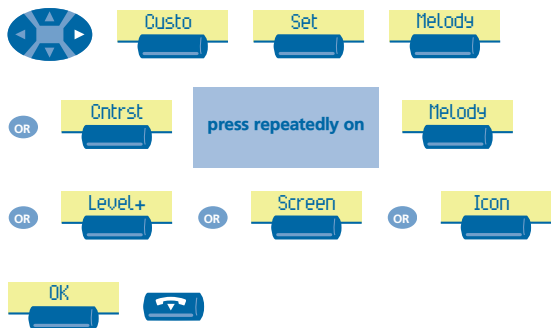 Custo Set Melody
OR Cntrst press repeatedly on Melody
OR Level+ OR Screen OR Icon
OK